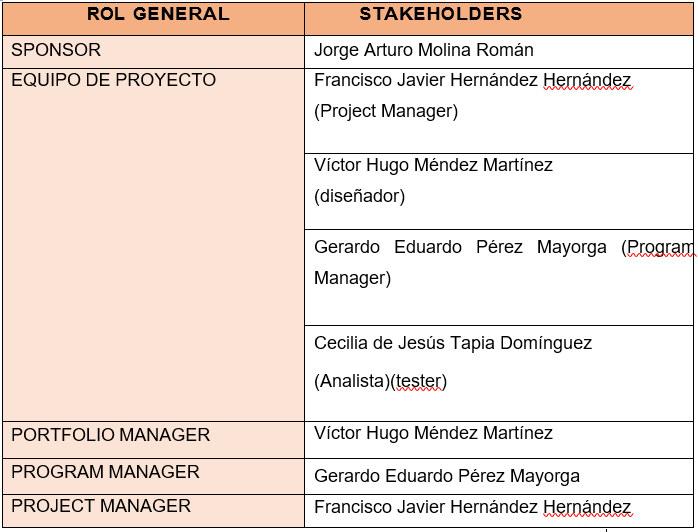 ROL GENERAL
STAKEHOLDERS
SPONSOR
Jorge Arturo Molina Román
EQUIPO DE PROYECTO
Francisco Javier Hernández Hernández
(Project Manager)
Víctor Hugo Méndez Martínez
(diseñador)
Gerardo Eduardo Pérez Mayorga (Program
Manager)
Cecilia de Jesús Tapia Domínguez
(Analista)(tester)
PORTFOLIO MANAGER
Víctor Hugo Méndez Martínez
PROGRAM MANAGER
Gerardo Eduardo Pérez Mayorga
PROJECT MANAGER
Francisco Javier Hernández Hernández